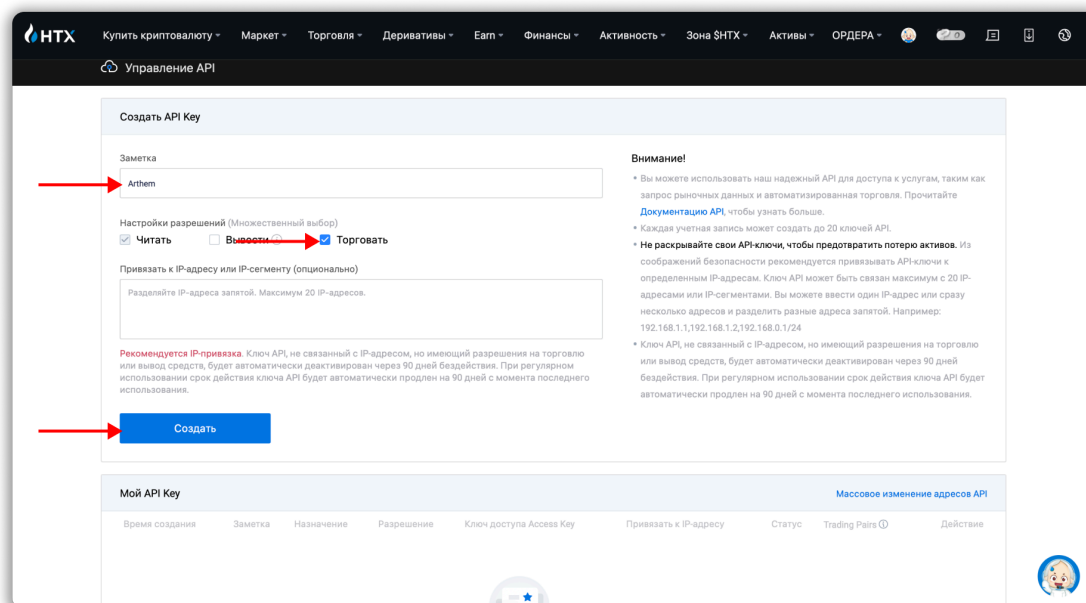 HTX Купить криптовалюту Маркет Торговля Деривативы Earn Финансы Активность Зона $HTX Активы ОРДЕРА
Управление API
Создать API Key
Заметка
Arthem
Настройки разрешений (Множественный выбор)
Читать Вывести Торговать
Привязать к IP-адресу или IP-сегменту (опционально)
Разделяйте IP-адреса запятой. Максимум 20 IP-адресов.
Рекомендуется IP-привязка. Ключ API, не связанный с IP-адресом, но имеющий разрешения на торговлю
или вывод средств, будет автоматически деактивирован через 90 дней бездействия. При регулярном
использовании срок действия ключа API будет автоматически продлен на 90 дней с момента последнего
использования.
Создать
Внимание!
• Вы можете использовать наш надежный API для доступа к услугам, таким как
запрос рыночных данных и автоматизированная торговля. Прочитайте
Документацию API, чтобы узнать больше.
• Каждая учетная запись может создать до 20 ключей API.
• Не раскрывайте свои API-ключи, чтобы предотвратить потерю активов. Из
соображений безопасности рекомендуется привязывать API-ключи к
определенным IP-адресам. Ключ API может быть связан максимум с 20 IP-
адресами или IP-сегментами. Вы можете ввести один IP-адрес или сразу
несколько адресов и разделить разные адреса запятой. Например:
192.168.1.1,192.168.1.2,192.168.0.1/24
• Ключ API, не связанный с IP-адресом, но имеющий разрешения на торговлю
или вывод средств, будет автоматически деактивирован через 90 дней
бездействия. При регулярном использовании срок действия ключа API будет
автоматически продлен на 90 дней с момента последнего использования.
Мой API Key Массовое изменение адресов API
Время создания Заметка Назначение Разрешение Ключ доступа Access Key Привязать к IP-адресу Статус Trading Pairs Действие